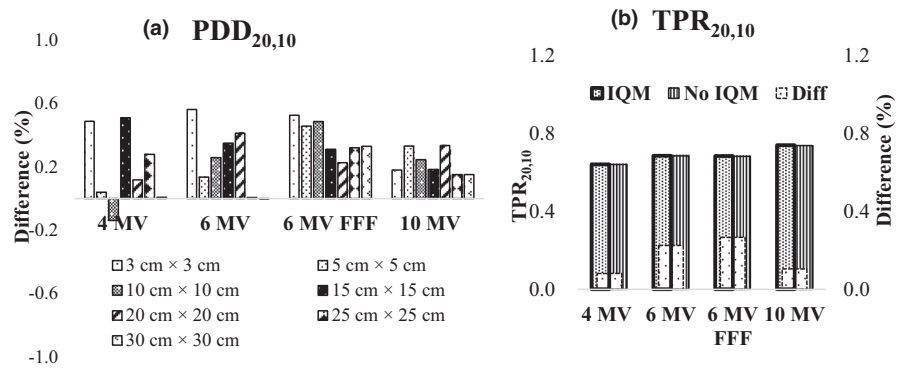 (a) PDD20,10
1.0
0.6
0.2
-0.2
-0.6
-1.0
Difference (%)
4 MV 6 MV 6 MV FFF 10 MV
3 cm × 3 cm 5 cm × 5 cm
10 cm × 10 cm 15 cm × 15 cm
20 cm × 20 cm 25 cm × 25 cm
30 cm × 30 cm
(b) TPR20,10
1.2 1.2
IQM No IQM Diff
0.8 0.8
0.4 0.4
0.0 0.0
TPR20,10
Difference (%)
4 MV 6 MV 6 MV 10 MV
FFF